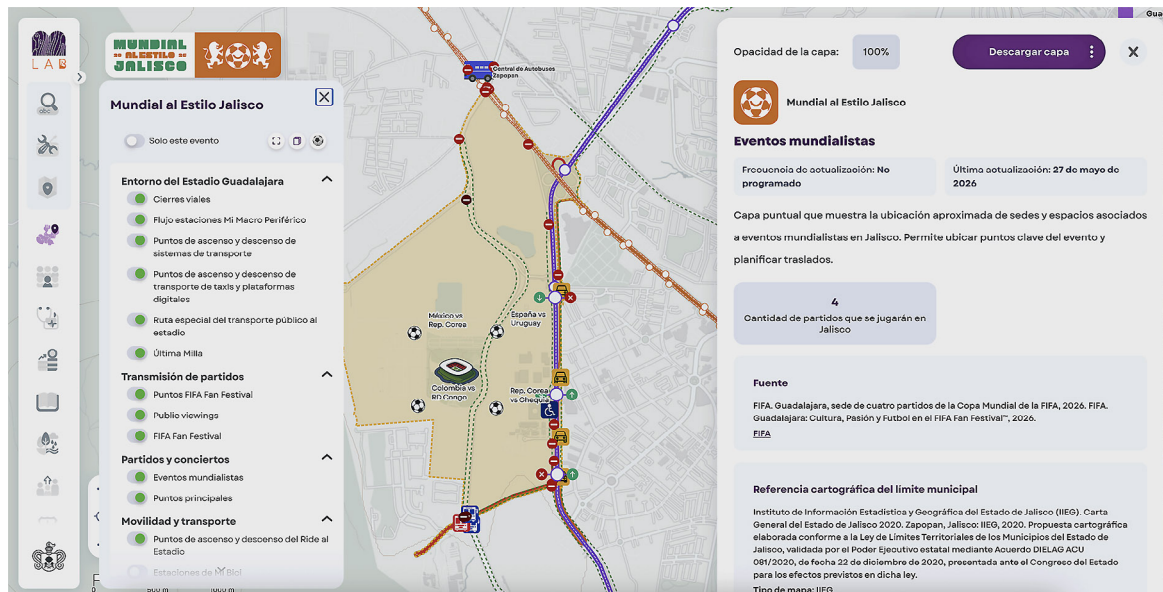 Gua
LAB
MUNDIAL
AL ESTILO
JALISCO
Mundial al Estilo Jalisco
Solo este evento
Entorno del Estadio Guadalajara
Cierres viales
Flujo estaciones Mi Macro Periférico
Puntos de ascenso y descenso de
sistemas de transporte
Puntos de ascenso y descenso de
transporte de taxis y plataformas
digitales
Ruta especial del transporte público al
estadio
Última Milla
Transmisión de partidos
Puntos FIFA Fan Festival
Public viewings
FIFA Fan Festival
Partidos y conciertos
Eventos mundialistas
Puntos principales
Movilidad y transporte
Puntos de ascenso y descenso del Ride al
Estadio
Estaciones de Mi Bici
0 500 m 1000 m
Central de Autobuses
Zapopan
México vs
Rep. Corea
España vs
Uruguay
Colombia vs
RD Congo
Rep. Corea
vs Chequia
Opacidad de la capa: 100%
Descargar capa
Mundial al Estilo Jalisco
Eventos mundialistas
Frecuencia de actualización: No
programado
Última actualización: 27 de mayo de
2026
Capa puntual que muestra la ubicación aproximada de sedes y espacios asociados
a eventos mundialistas en Jalisco. Permite ubicar puntos clave del evento y
planificar traslados.
4
Cantidad de partidos que se jugarán en
Jalisco
Fuente
FIFA. Guadalajara, sede de cuatro partidos de la Copa Mundial de la FIFA, 2026. FIFA.
Guadalajara: Cultura, Pasión y Futbol en el FIFA Fan Festival™, 2026.
FIFA
Referencia cartográfica del límite municipal
Instituto de Información Estadística y Geográfica del Estado de Jalisco (IIEG). Carta
General del Estado de Jalisco 2020. Zapopan, Jalisco: IIEG, 2020. Propuesta cartográfica
elaborada conforme a la Ley de Límites Territoriales de los Municipios del Estado de
Jalisco, validada por el Poder Ejecutivo estatal mediante Acuerdo DIELAG ACU
081/2020, de fecha 22 de diciembre de 2020, presentada ante el Congreso del Estado
para los efectos previstos en dicha ley.
Tipo de mapa: IIEG